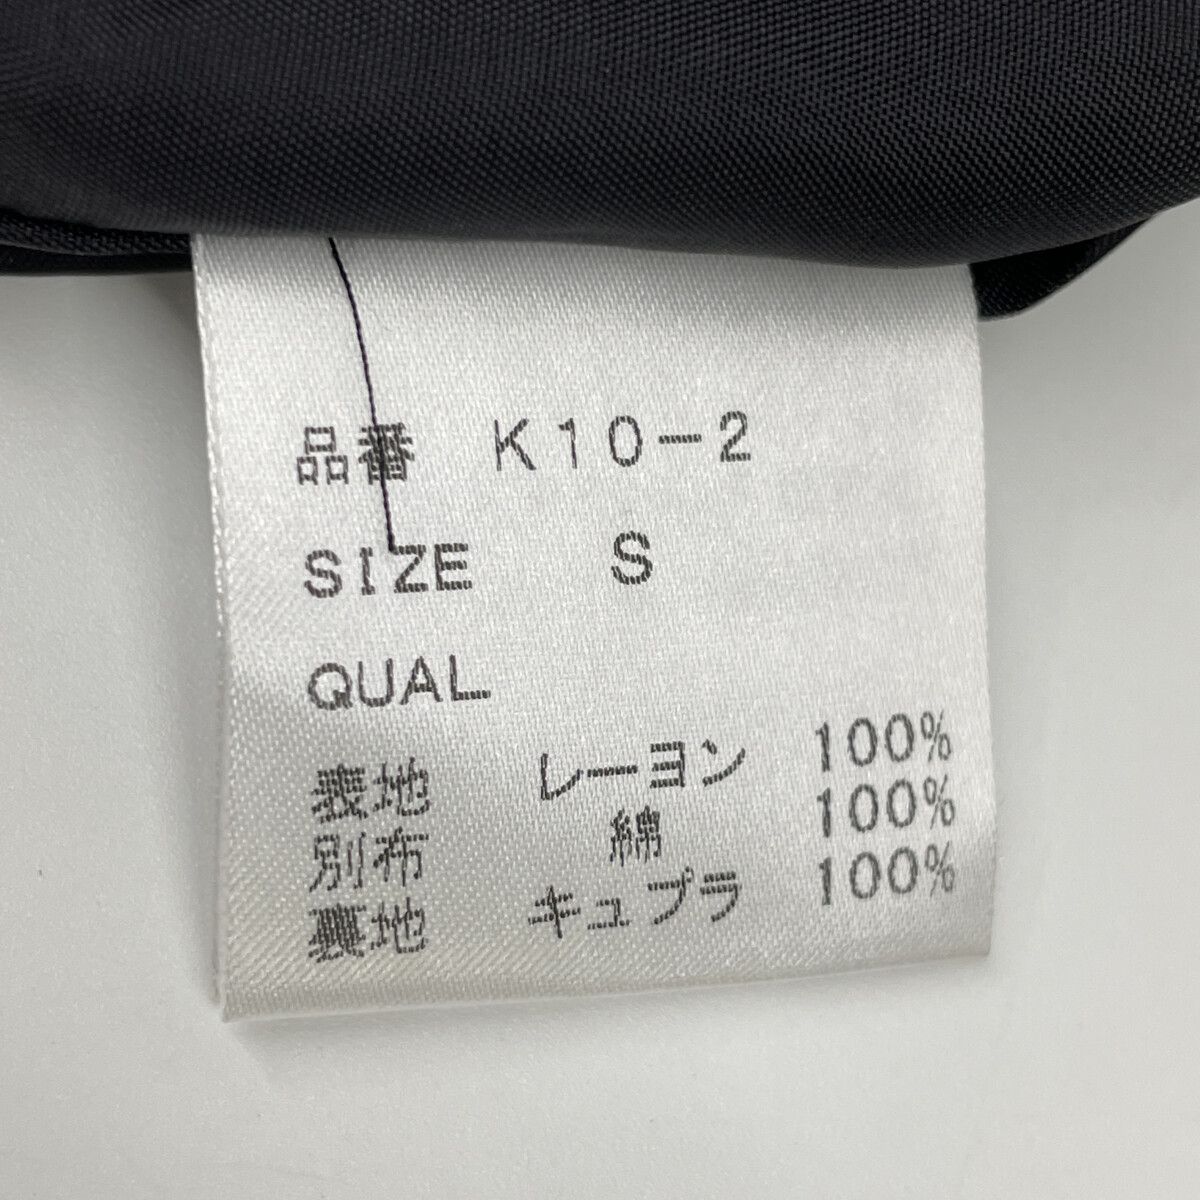 品番 K10-2
SIZE S
QUAL
表地 レーヨン 100%
別布 綿 100%
裏地 キュプラ 100%